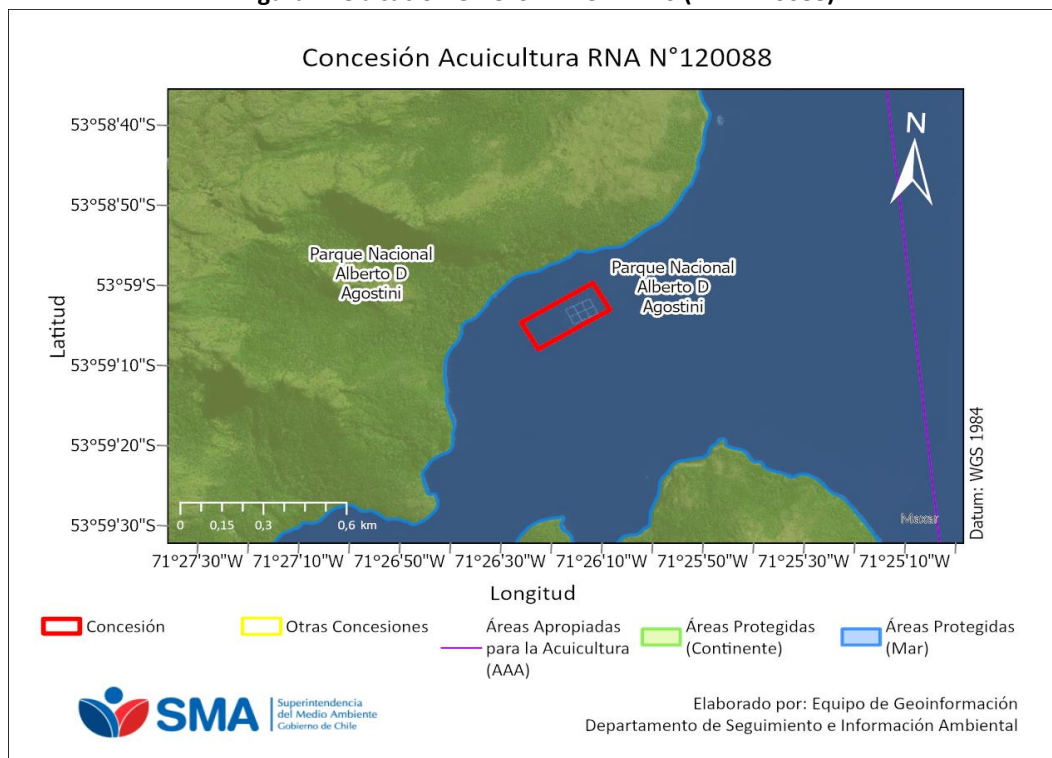 Concesión Acuicultura RNA N°120088
N
53°58'40"S
53°58'50"S
53°59'S
53°59'10"S
53°59'20"S
53°59'30"S
Latitud
Parque Nacional
Alberto D
Agostini
Parque Nacional
Alberto D
Agostini
0 0,15 0,3 0,6 km
Maxar
Datum: WGS 1984
71°27'30"W 71°27'10"W 71°26'50"W 71°26'30"W 71°26'10"W 71°25'50"W 71°25'30"W 71°25'10"W
Longitud
Concesión
Otras Concesiones
Áreas Apropiadas
para la Acuicultura
(AAA)
Áreas Protegidas
(Continente)
Áreas Protegidas
(Mar)
SMA
Superintendencia
del Medio Ambiente
Gobierno de Chile
Elaborado por: Equipo de Geoinformación
Departamento de Seguimiento e Información Ambiental